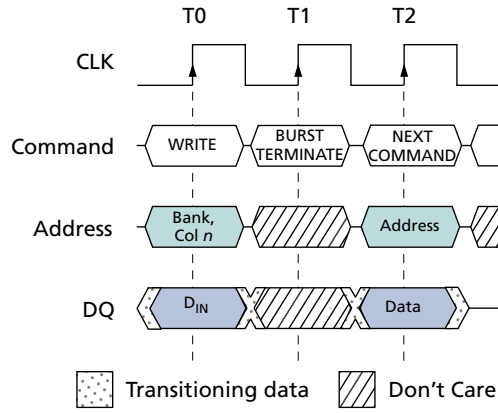 T0 T1 T2
CLK
Command WRITE BURST TERMINATE NEXT COMMAND
Address Bank, Col n Address
DQ DIN Data
Transitioning data Don't Care